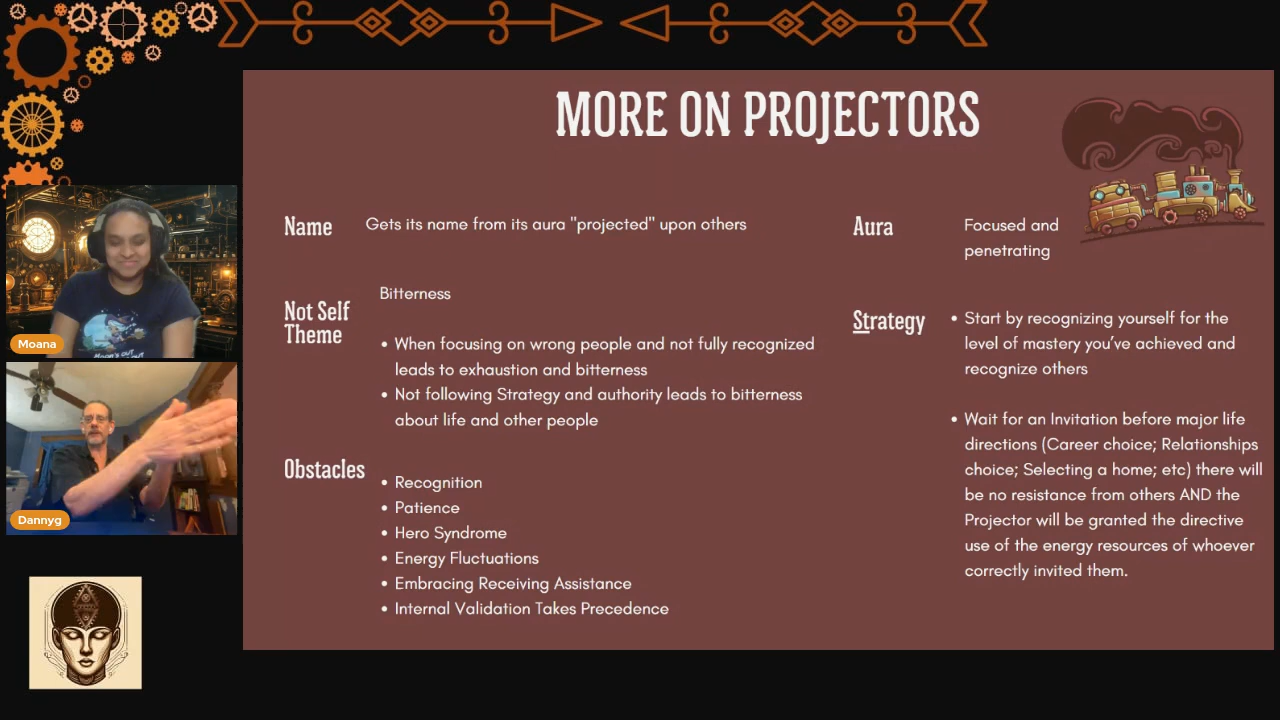 MORE ON PROJECTORS
Name
Gets its name from its aura "projected" upon others
Not Self
Theme
Bitterness
• When focusing on wrong people and not fully recognized
leads to exhaustion and bitterness
• Not following Strategy and authority leads to bitterness
about life and other people
Obstacles
• Recognition
• Patience
• Hero Syndrome
• Energy Fluctuations
• Embracing Receiving Assistance
• Internal Validation Takes Precedence
Aura
Focused and
penetrating
Strategy
• Start by recognizing yourself for the
level of mastery you've achieved and
recognize others
• Wait for an Invitation before major life
directions (Career choice; Relationships
choice; Selecting a home; etc) there will
be no resistance from others AND the
Projector will be granted the directive
use of the energy resources of whoever
correctly invited them.
Moana
Dannyg